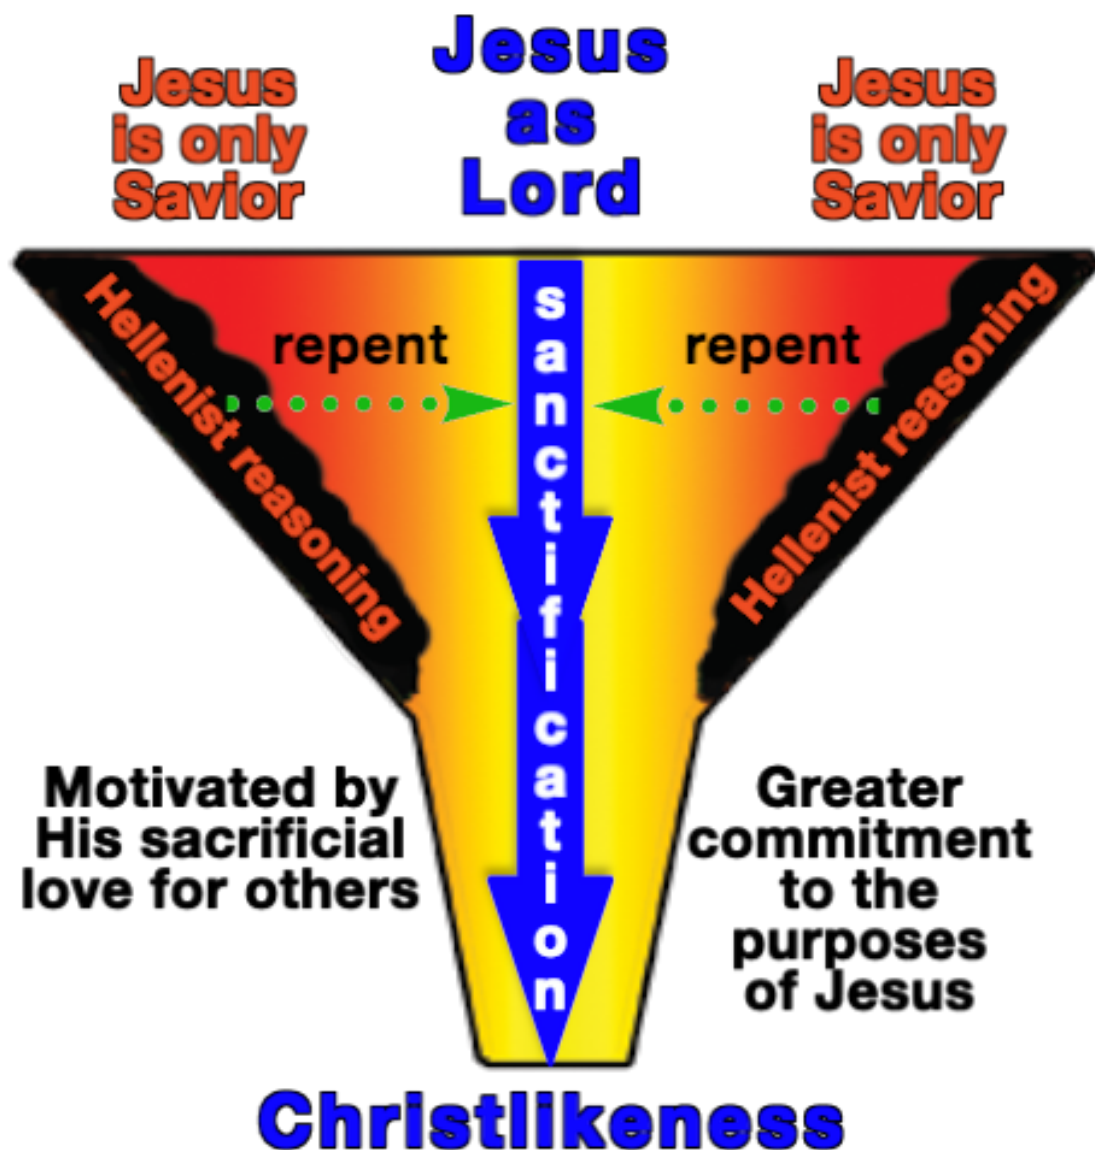 Jesus
is only
Savior
Jesus
as
Lord
Jesus
is only
Savior
Hellenist reasoning
repent
sanctification
repent
Hellenist reasoning
Motivated by
His sacrificial
love for others
Greater
commitment
to the
purposes
of Jesus
Christlikeness